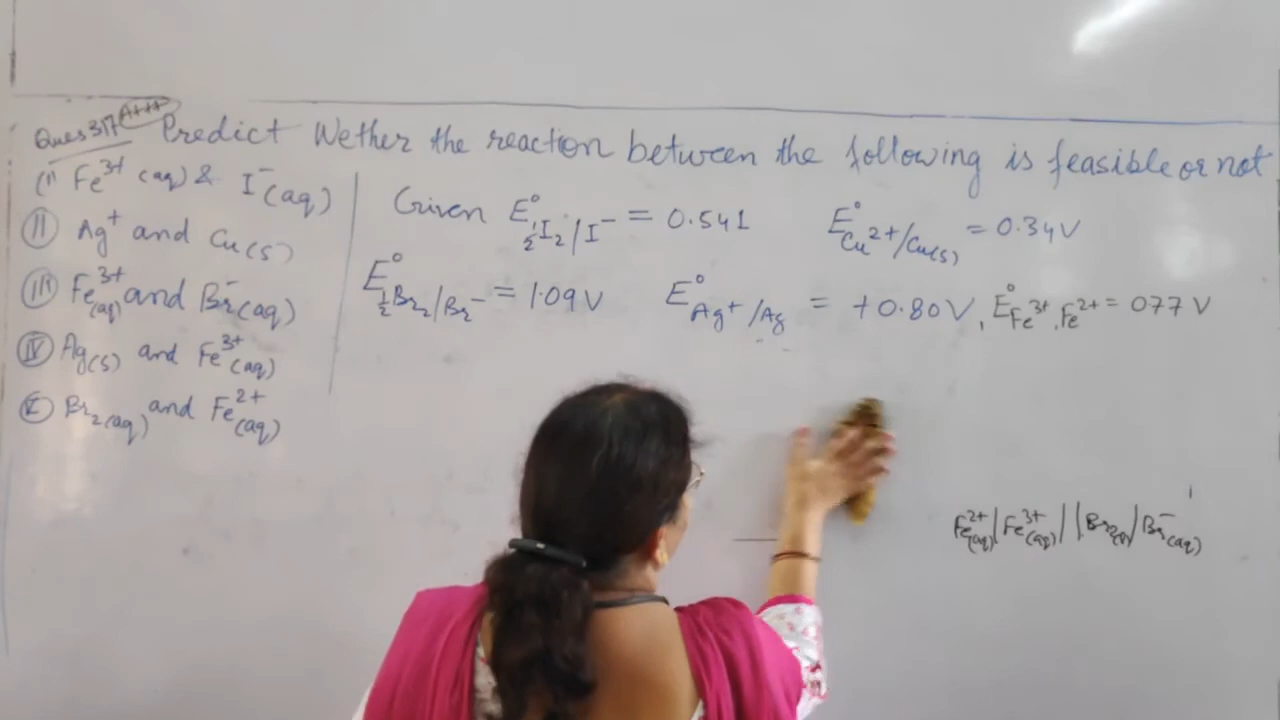 Ques 317 A+++ Predict Wether the reaction between the following is feasible or not
(i) Fe³⁺(aq) & I⁻(aq)
(II) Ag⁺ and Cu(s)
(III) Fe³⁺(aq) and Br⁻(aq)
(IV) Ag(s) and Fe³⁺(aq)
(V) Br₂(aq) and Fe²⁺(aq)
Given E°½I₂/I⁻ = 0.541 E°Cu²⁺/Cu(s) = 0.34V
E°½Br₂/Br⁻ = 1.09V E°Ag⁺/Ag = +0.80V, E°Fe³⁺,Fe²⁺ = 077 V
Fe²⁺(aq)|Fe³⁺(aq)||Br₂(l)/Br⁻(aq)